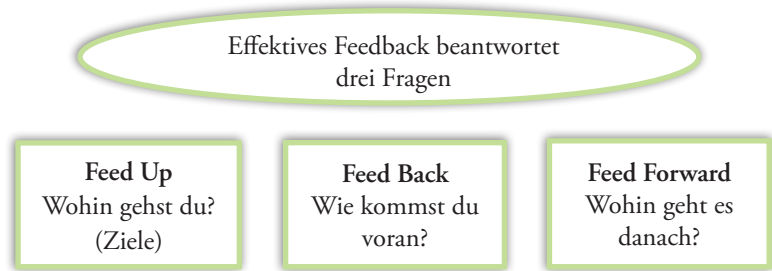 Effektives Feedback beantwortet
drei Fragen
Feed Up
Wohin gehst du?
(Ziele)
Feed Back
Wie kommst du
voran?
Feed Forward
Wohin geht es
danach?